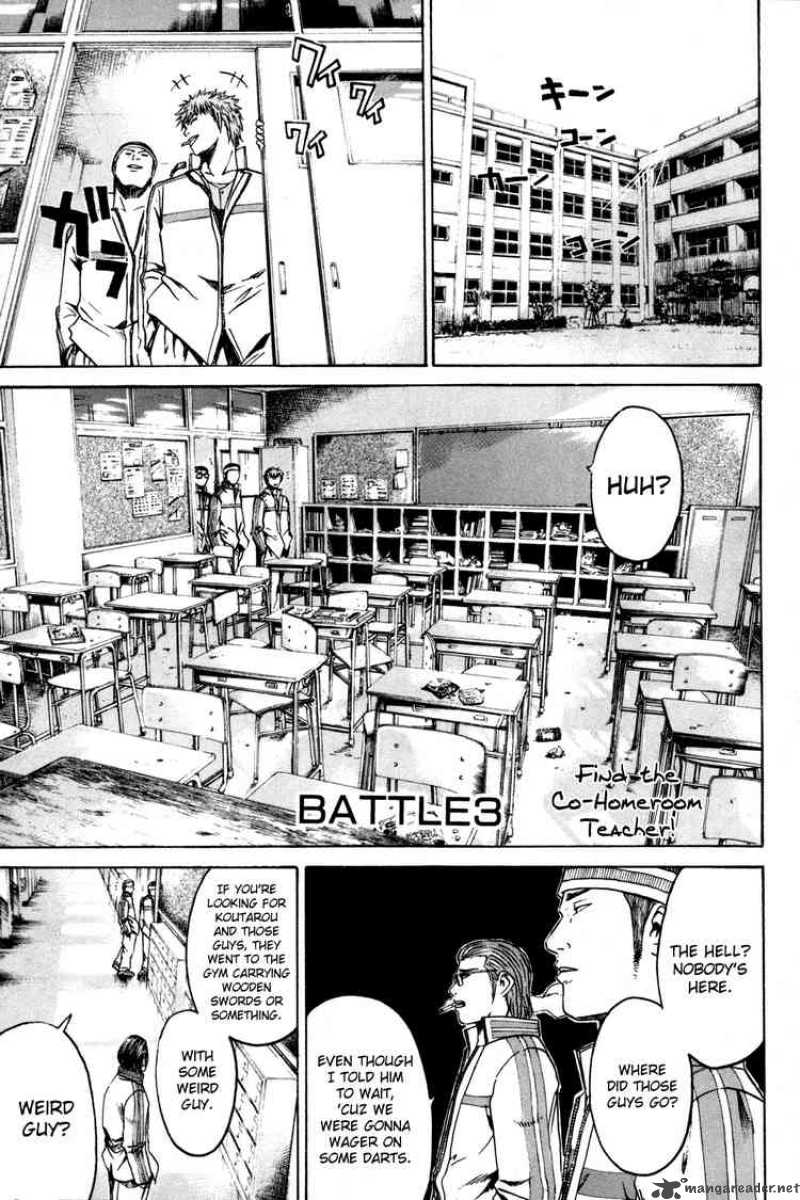 キーン
コーン
カーン
コーン
ワイ
ワイ
ガラ
HUH?
BATTLE3
Find the
Co-Homeroom
Teacher!
THE HELL?
NOBODY'S
HERE.
WHERE
DID THOSE
GUYS GO?
EVEN THOUGH
I TOLD HIM
TO WAIT,
'CUZ WE
WERE GONNA
WAGER ON
SOME DARTS.
IF YOU'RE
LOOKING FOR
KOUTAROU
AND THOSE
GUYS, THEY
WENT TO THE
GYM CARRYING
WOODEN
SWORDS OR
SOMETHING.
WITH
SOME
WEIRD
GUY.
WEIRD
GUY?
mangareader.net